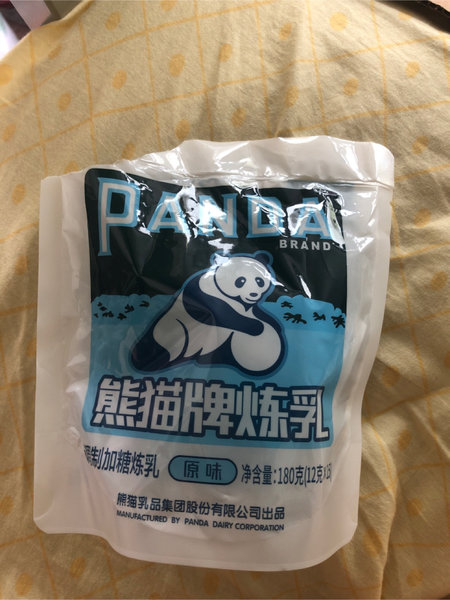 PANDA
BRAND
熊猫牌炼乳
制加糖炼乳
原味
净含量:180克(12克×15
熊猫乳品集团股份有限公司出品
MANUFACTURED BY PANDA DAIRY CORPORATION